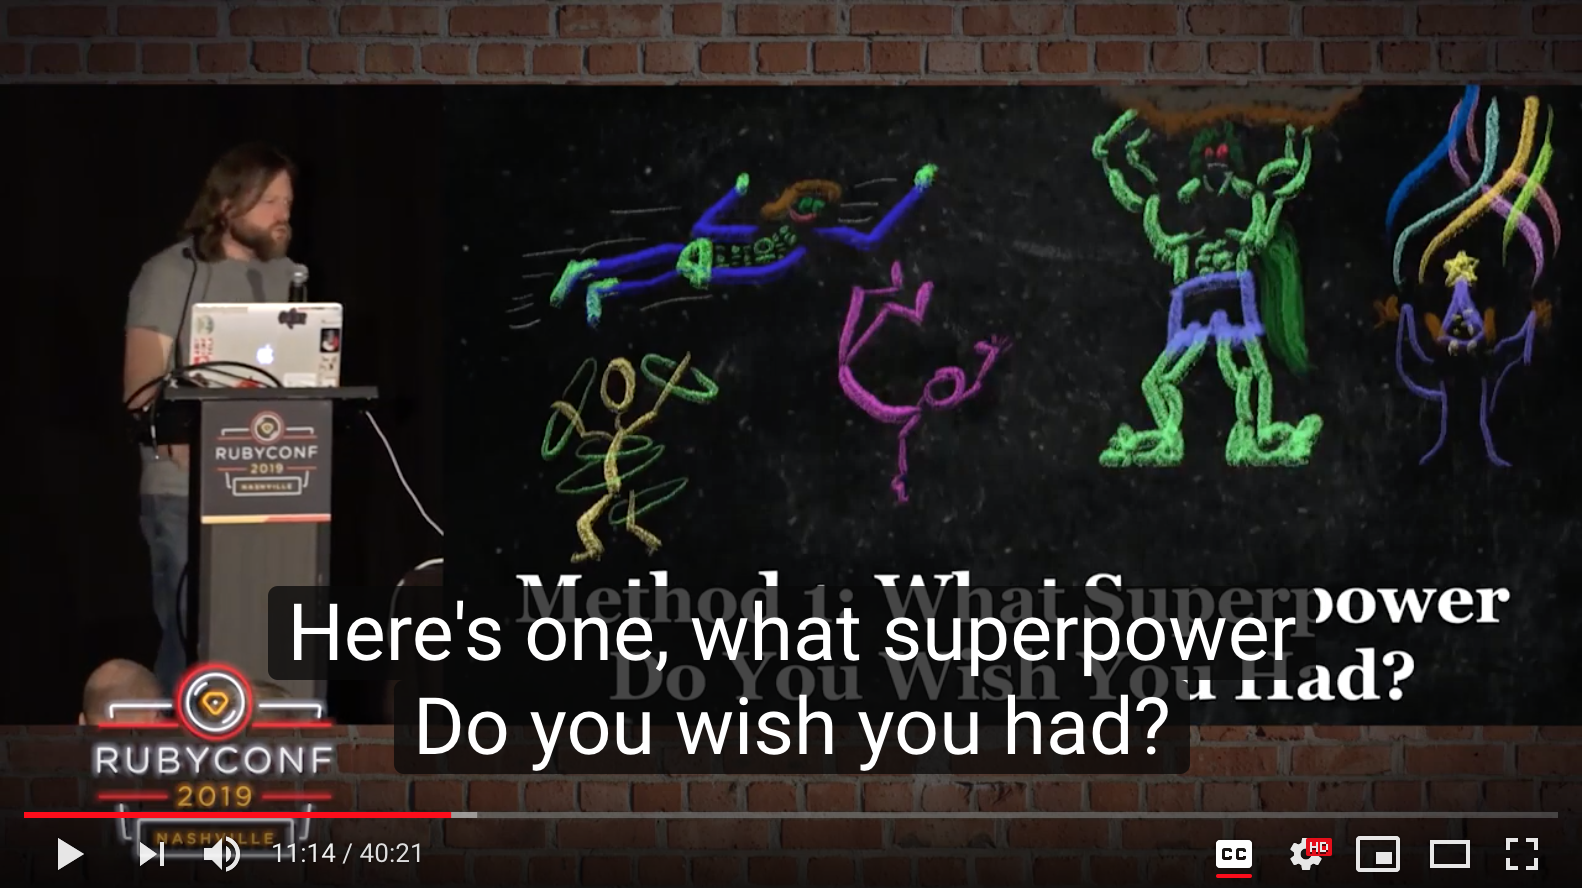 RUBYCONF
2019
NASHVILLE
Method 1: What Superpower
Do You Wish You Had?
Here's one, what superpower
Do you wish you had?
RUBYCONF
2019
NASHVILLE
11:14 / 40:21
CC
HD